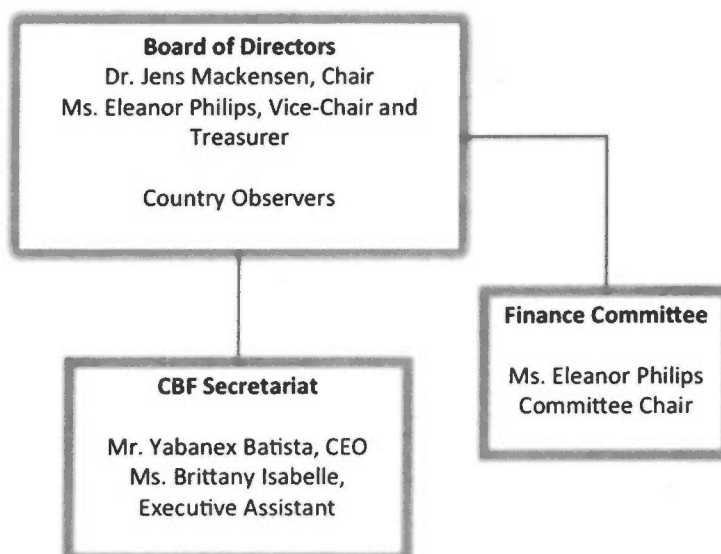 Board of Directors
Dr. Jens Mackensen, Chair
Ms. Eleanor Philips, Vice-Chair and
Treasurer
Country Observers
Finance Committee
Ms. Eleanor Philips
Committee Chair
CBF Secretariat
Mr. Yabanex Batista, CEO
Ms. Brittany Isabelle,
Executive Assistant